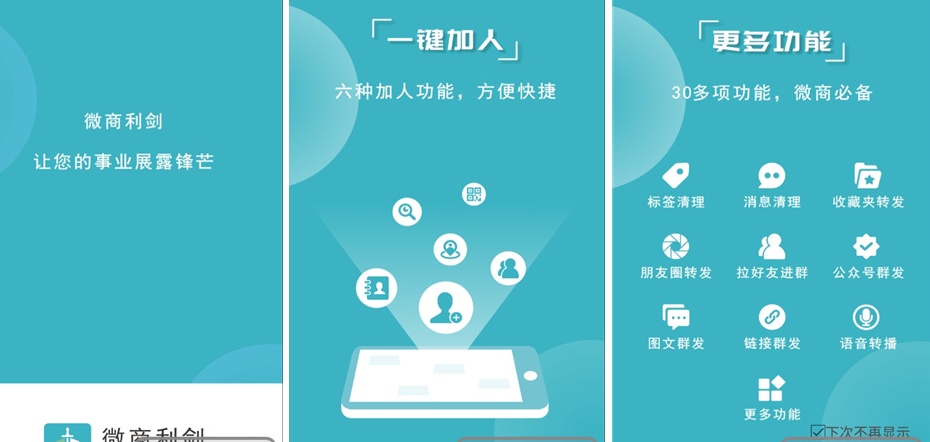 微商利剑
让您的事业展露锋芒
微商利剑
一键加人
六种加人功能，方便快捷
更多功能
30多项功能，微商必备
标签清理
消息清理
收藏夹转发
朋友圈转发
拉好友进群
公众号群发
图文群发
链接群发
语音转播
更多功能
下次不再显示